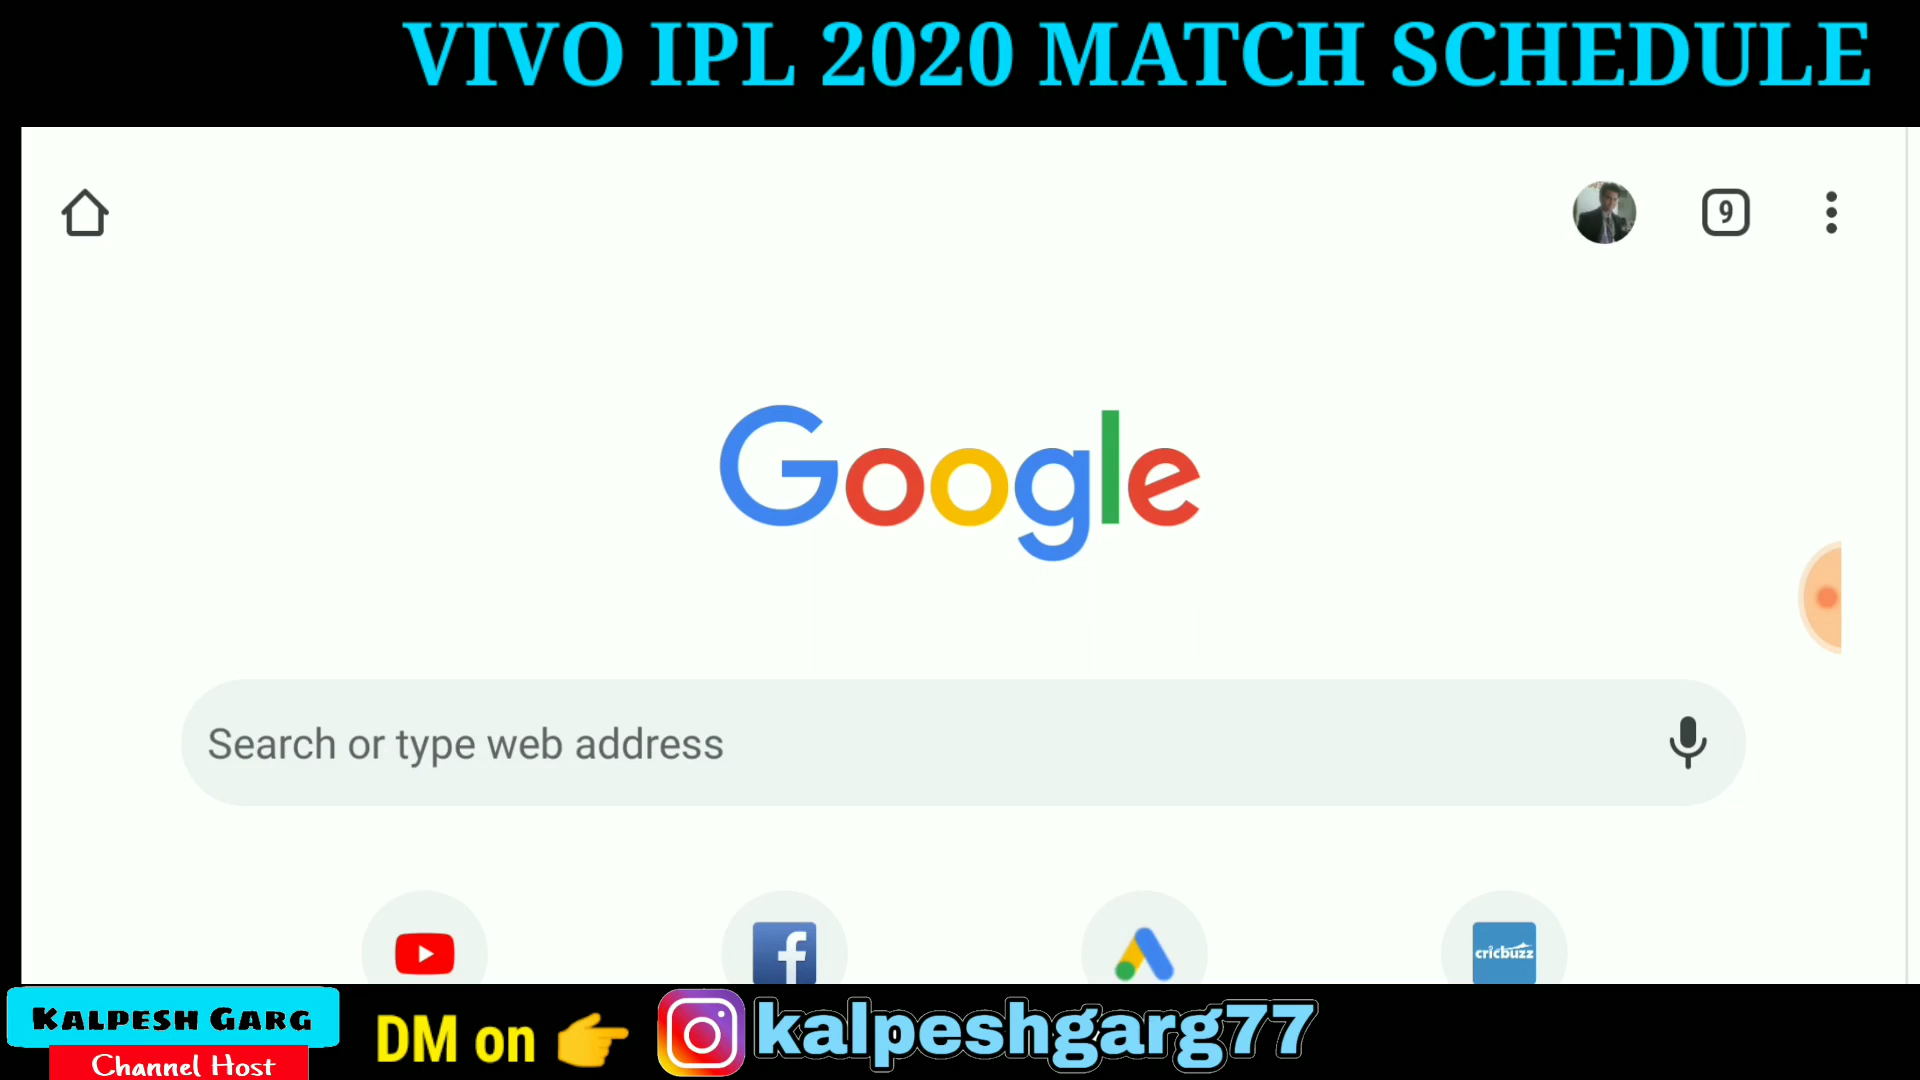 VIVO IPL 2020 MATCH SCHEDULE
9
Google
Search or type web address
cricbuzz
KALPESH GARG
Channel Host
DM on
kalpeshgarg77